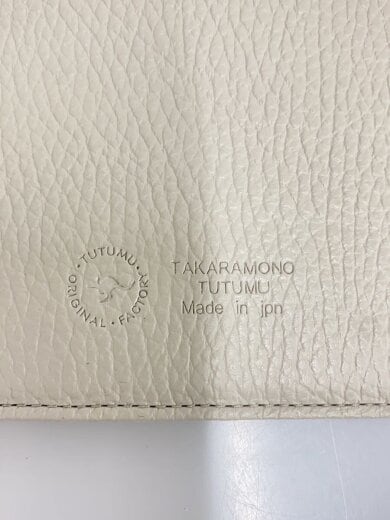 ·TUTUMU·
ORIGINAL·FACTORY
TAKARAMONO
TUTUMU
Made in jpn